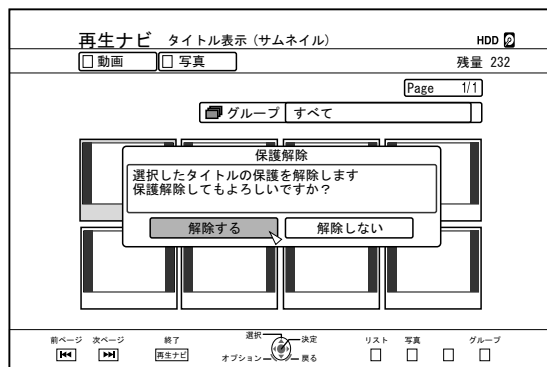 再生ナビ タイトル表示（サムネイル） HDD
動画 写真 残量 232
Page 1/1
グループ すべて
保護解除
選択したタイトルの保護を解除します
保護解除してもよろしいですか？
解除する 解除しない
前ページ 次ページ 終了 選択 決定 リスト 写真 グループ
再生ナビ オプション 戻る